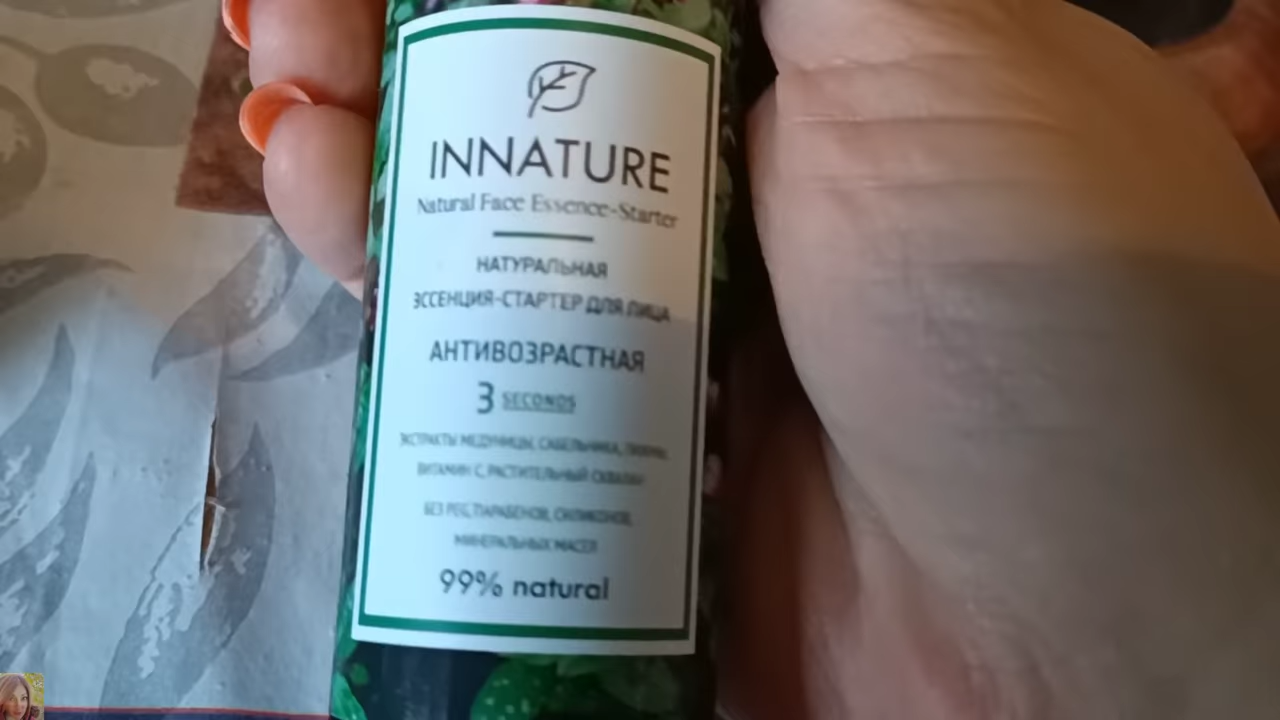 INNATURE
Natural Face Essence-Starter
НАТУРАЛЬНАЯ
ЭССЕНЦИЯ-СТАРТЕР ДЛЯ ЛИЦА
АНТИВОЗРАСТНАЯ
3 SECONDS
ЭКСТРАКТЫ МЕДУНИЦЫ, САБЕЛЬНИКА,
ВИТАМИН С, РАСТИТЕЛЬНЫЙ СКВАЛАН
БЕЗ PEG, ПАРАБЕНОВ, СИЛИКОНОВ,
МИНЕРАЛЬНЫХ МАСЕЛ
99% natural